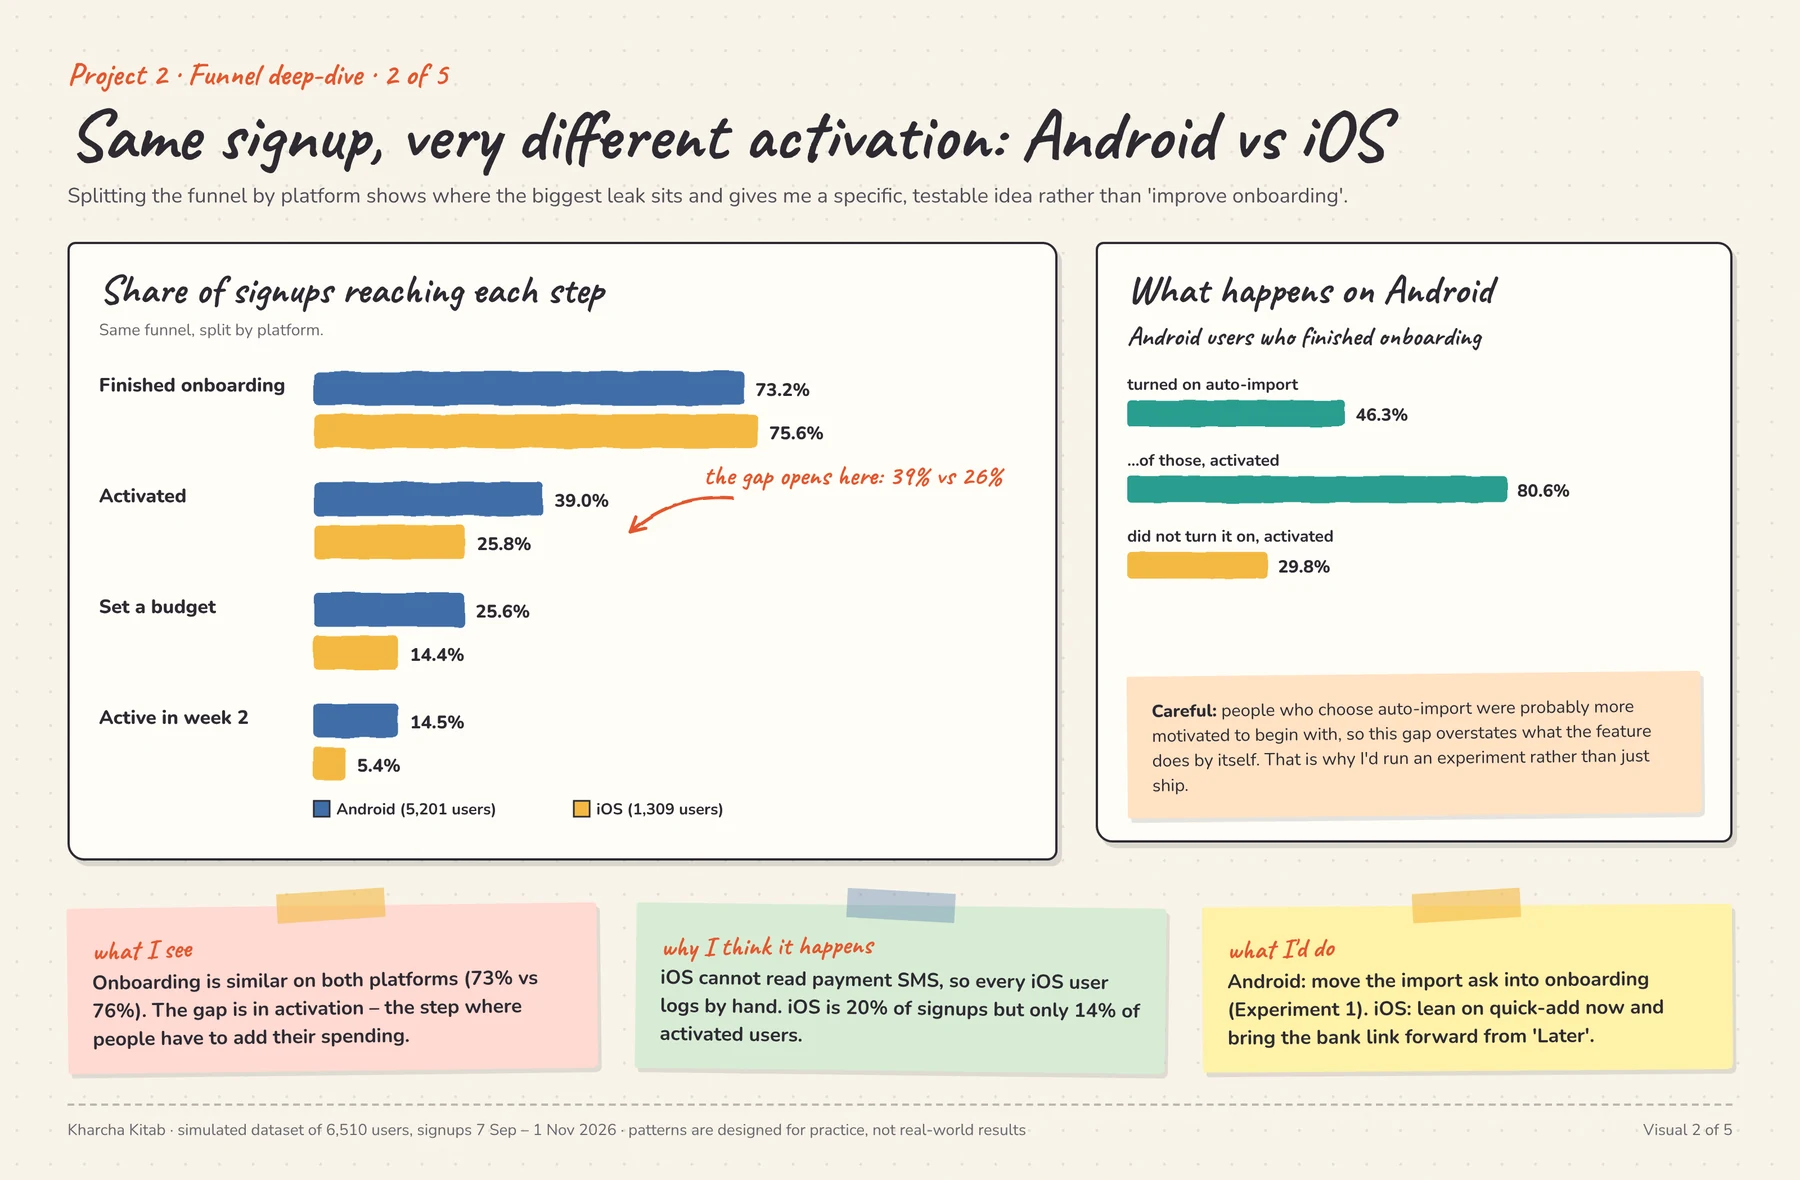 Project 2 · Funnel deep-dive · 2 of 5
Same signup, very different activation: Android vs iOS
Splitting the funnel by platform shows where the biggest leak sits and gives me a specific, testable idea rather than 'improve onboarding'.
Share of signups reaching each step
Same funnel, split by platform.
Finished onboarding
73.2%
75.6%
the gap opens here: 39% vs 26%
Activated
39.0%
25.8%
Set a budget
25.6%
14.4%
Active in week 2
14.5%
5.4%
Android (5,201 users)
iOS (1,309 users)
What happens on Android
Android users who finished onboarding
turned on auto-import
46.3%
...of those, activated
80.6%
did not turn it on, activated
29.8%
Careful: people who choose auto-import were probably more
motivated to begin with, so this gap overstates what the feature
does by itself. That is why I'd run an experiment rather than just
ship.
what I see
Onboarding is similar on both platforms (73% vs
76%). The gap is in activation – the step where
people have to add their spending.
why I think it happens
iOS cannot read payment SMS, so every iOS user
logs by hand. iOS is 20% of signups but only 14% of
activated users.
what I'd do
Android: move the import ask into onboarding
(Experiment 1). iOS: lean on quick-add now and
bring the bank link forward from 'Later'.
Kharcha Kitab · simulated dataset of 6,510 users, signups 7 Sep – 1 Nov 2026 · patterns are designed for practice, not real-world results
Visual 2 of 5